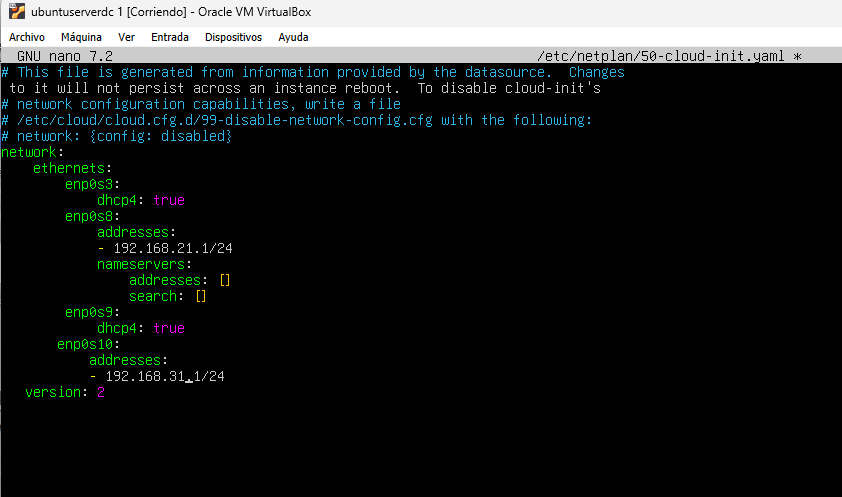 ubuntuserverdc 1 [Corriendo] - Oracle VM VirtualBox
Archivo Máquina Ver Entrada Dispositivos Ayuda
GNU nano 7.2 /etc/netplan/50-cloud-init.yaml *
# This file is generated from information provided by the datasource.  Changes
 to it will not persist across an instance reboot.  To disable cloud-init's
# network configuration capabilities, write a file
# /etc/cloud/cloud.cfg.d/99-disable-network-config.cfg with the following:
# network: {config: disabled}
network:
    ethernets:
        enp0s3:
            dhcp4: true
        enp0s8:
            addresses:
            - 192.168.21.1/24
            nameservers:
                addresses: []
                search: []
        enp0s9:
            dhcp4: true
       enp0s10:
           addresses:
           - 192.168.31.1/24
   version: 2